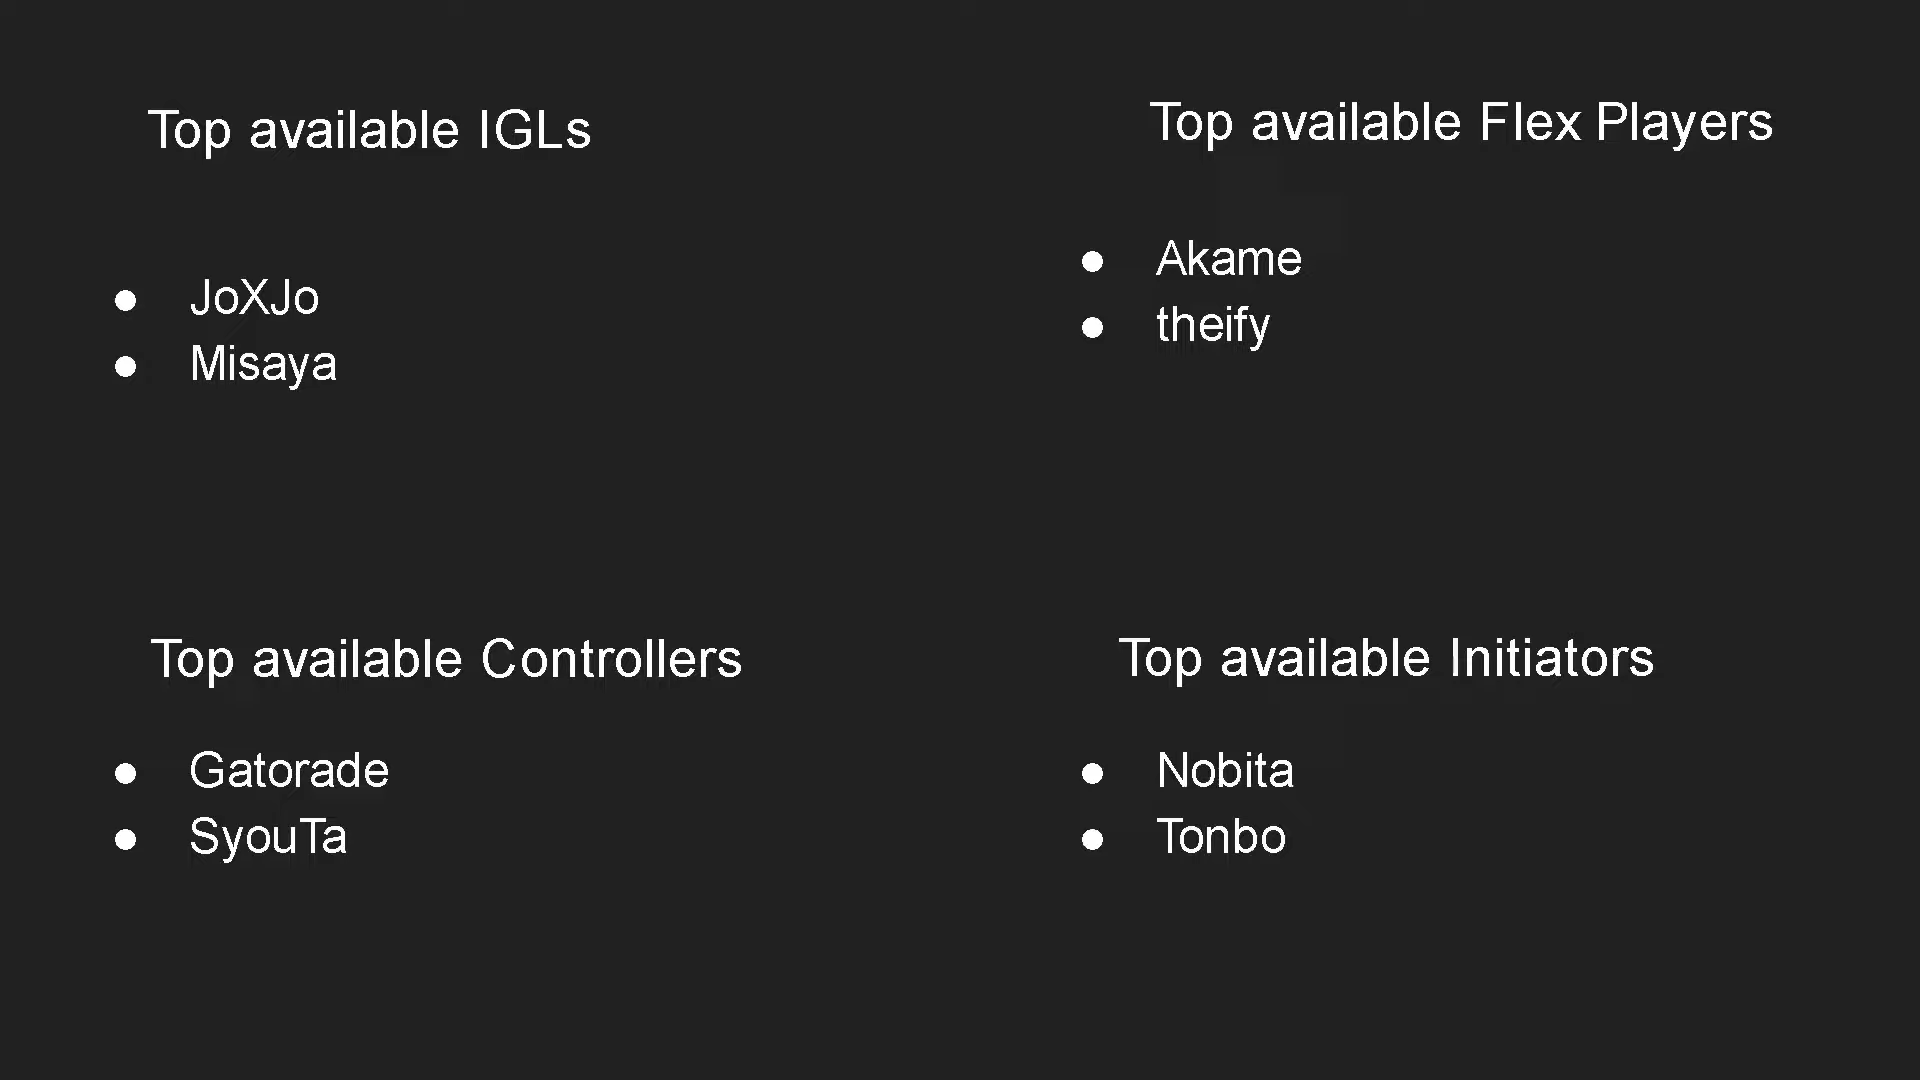 Top available IGLs
JoXJo
Misaya
Top available Flex Players
Akame
theify
Top available Controllers
Gatorade
SyouTa
Top available Initiators
Nobita
Tonbo